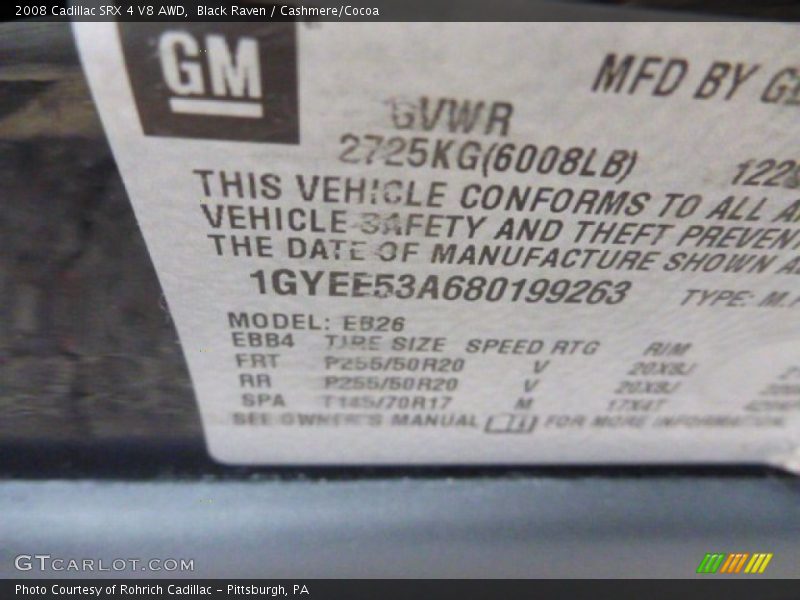 2008 Cadillac SRX 4 V8 AWD, Black Raven / Cashmere/Cocoa
GM
MFD BY
GVWR
2725KG(6008LB)
THIS VEHICLE CONFORMS TO ALL
VEHICLE SAFETY AND THEFT
THE DATE OF MANUFACTURE SHOWN
1GYEE53A680199263
TYPE:
MODEL: EB26
EBB4 TIRE SIZE SPEED RTG RIM
FRT P255/50R20 V 20X8J
RR P255/50R20 V 20X8J
SPA T145/70R17 M 17X4T
SEE OWNER'S MANUAL FOR MORE INFORMATION
GTCARLOT.COM
Photo Courtesy of Rohrich Cadillac - Pittsburgh, PA